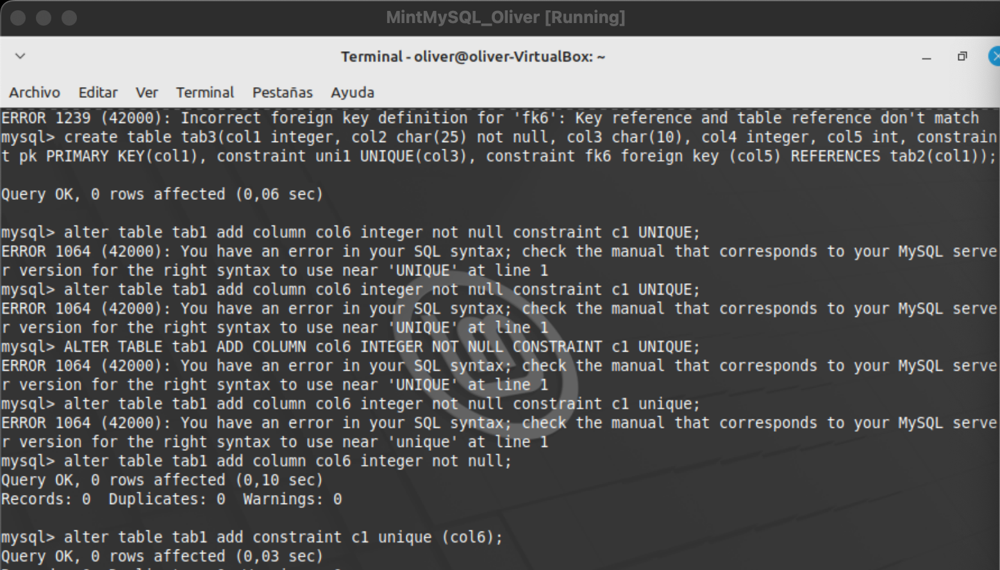 MintMySQL_Oliver [Running]
Terminal - oliver@oliver-VirtualBox: ~
Archivo Editar Ver Terminal Pestañas Ayuda
ERROR 1239 (42000): Incorrect foreign key definition for 'fk6': Key reference and table reference don't match
mysql> create table tab3(col1 integer, col2 char(25) not null, col3 char(10), col4 integer, col5 int, constrain
t pk PRIMARY KEY(col1), constraint uni1 UNIQUE(col3), constraint fk6 foreign key (col5) REFERENCES tab2(col1));
Query OK, 0 rows affected (0,06 sec)
mysql> alter table tab1 add column col6 integer not null constraint c1 UNIQUE;
ERROR 1064 (42000): You have an error in your SQL syntax; check the manual that corresponds to your MySQL serve
r version for the right syntax to use near 'UNIQUE' at line 1
mysql> alter table tab1 add column col6 integer not null constraint c1 UNIQUE;
ERROR 1064 (42000): You have an error in your SQL syntax; check the manual that corresponds to your MySQL serve
r version for the right syntax to use near 'UNIQUE' at line 1
mysql> ALTER TABLE tab1 ADD COLUMN col6 INTEGER NOT NULL CONSTRAINT c1 UNIQUE;
ERROR 1064 (42000): You have an error in your SQL syntax; check the manual that corresponds to your MySQL serve
r version for the right syntax to use near 'UNIQUE' at line 1
mysql> alter table tab1 add column col6 integer not null constraint c1 unique;
ERROR 1064 (42000): You have an error in your SQL syntax; check the manual that corresponds to your MySQL serve
r version for the right syntax to use near 'unique' at line 1
mysql> alter table tab1 add column col6 integer not null;
Query OK, 0 rows affected (0,10 sec)
Records: 0  Duplicates: 0  Warnings: 0
mysql> alter table tab1 add constraint c1 unique (col6);
Query OK, 0 rows affected (0,03 sec)